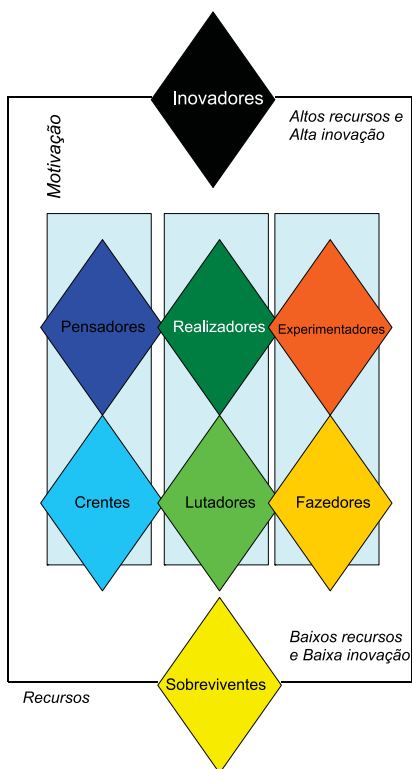 Inovadores
Altos recursos e
Alta inovação
Motivação
Pensadores
Realizadores
Experimentadores
Crentes
Lutadores
Fazedores
Baixos recursos
e Baixa inovação
Sobreviventes
Recursos